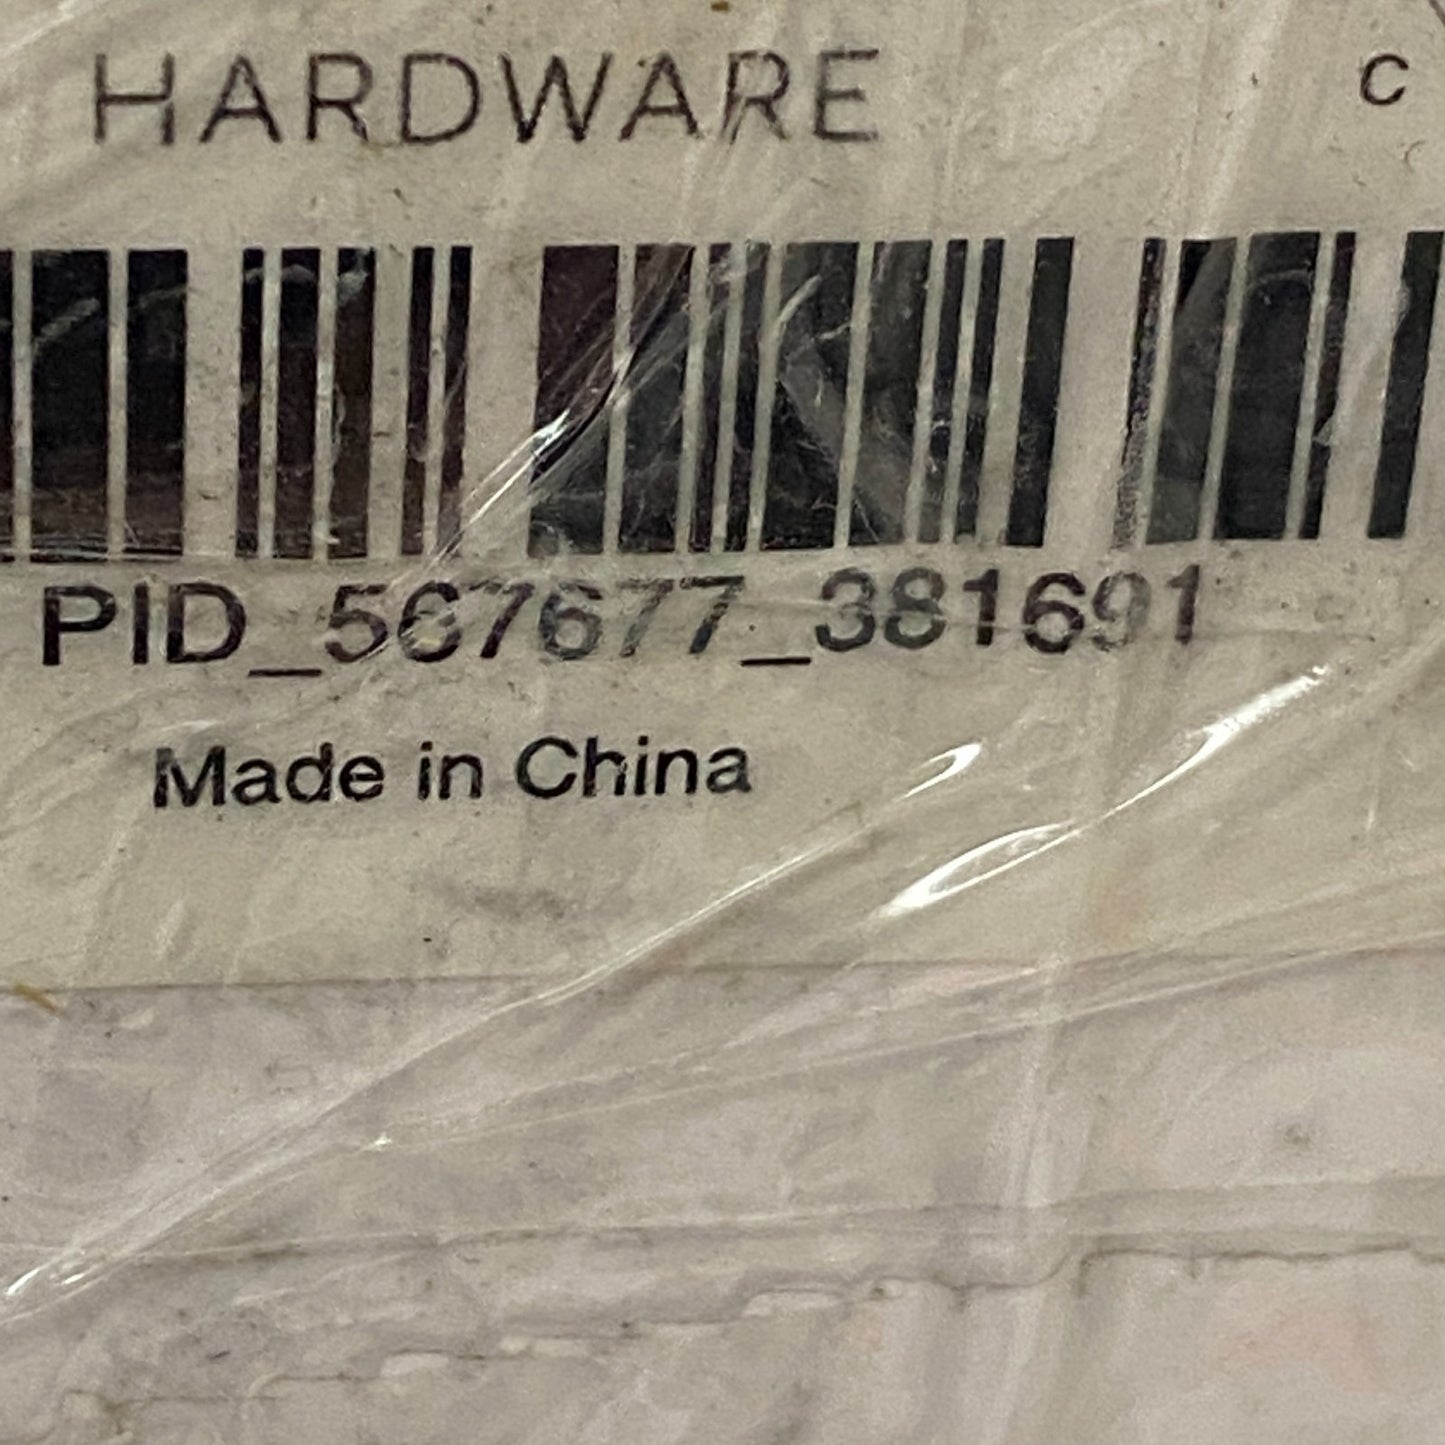 HARDWARE C
PID_567677_381691
Made in China